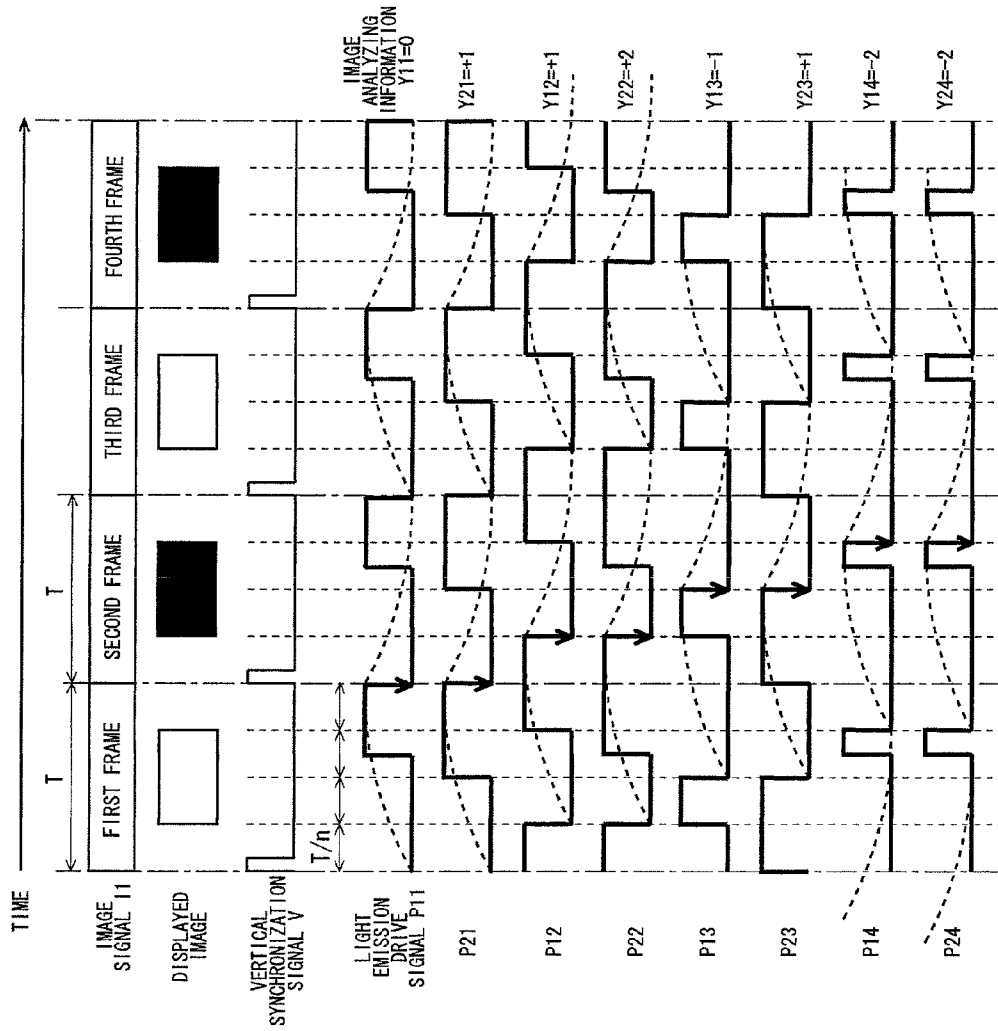 TIME
IMAGE
SIGNAL I1
FIRST FRAME
SECOND FRAME
THIRD FRAME
FOURTH FRAME
T
T
DISPLAYED
IMAGE
VERTICAL
SYNCHRONIZATION
SIGNAL V
T/n
LIGHT
EMISSION
DRIVE
SIGNAL P11
IMAGE
ANALYZING
INFORMATION
Y11=0
P21
Y21=+1
P12
Y12=+1
P22
Y22=+2
P13
Y13=-1
P23
Y23=+1
P14
Y14=-2
P24
Y24=-2